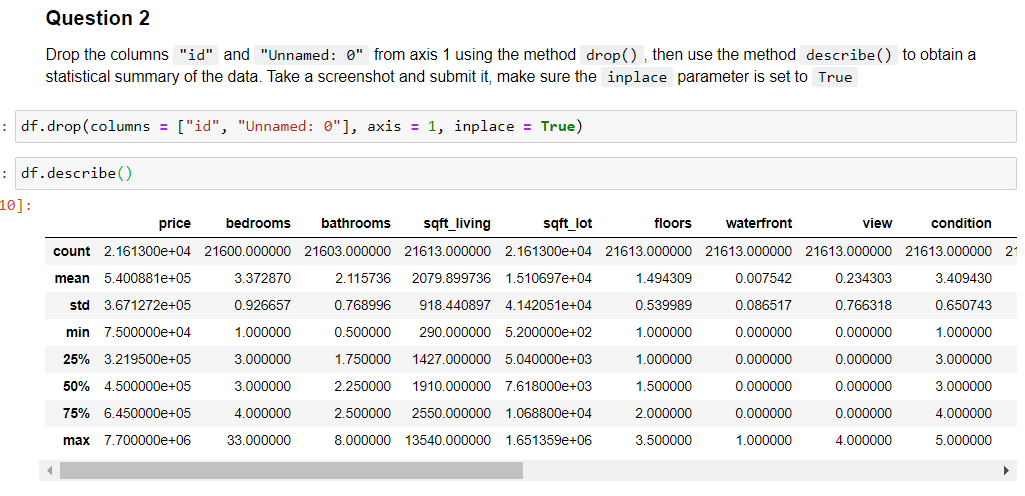 Question 2
Drop the columns "id" and "Unnamed: 0" from axis 1 using the method drop() , then use the method describe() to obtain a
statistical summary of the data. Take a screenshot and submit it, make sure the inplace parameter is set to True
: df.drop(columns = ["id", "Unnamed: 0"], axis = 1, inplace = True)
: df.describe()
10]:
price bedrooms bathrooms sqft_living sqft_lot floors waterfront view condition
count 2.161300e+04 21600.000000 21603.000000 21613.000000 2.161300e+04 21613.000000 21613.000000 21613.000000 21613.000000 21
mean 5.400881e+05 3.372870 2.115736 2079.899736 1.510697e+04 1.494309 0.007542 0.234303 3.409430
std 3.671272e+05 0.926657 0.768996 918.440897 4.142051e+04 0.539989 0.086517 0.766318 0.650743
min 7.500000e+04 1.000000 0.500000 290.000000 5.200000e+02 1.000000 0.000000 0.000000 1.000000
25% 3.219500e+05 3.000000 1.750000 1427.000000 5.040000e+03 1.000000 0.000000 0.000000 3.000000
50% 4.500000e+05 3.000000 2.250000 1910.000000 7.618000e+03 1.500000 0.000000 0.000000 3.000000
75% 6.450000e+05 4.000000 2.500000 2550.000000 1.068800e+04 2.000000 0.000000 0.000000 4.000000
max 7.700000e+06 33.000000 8.000000 13540.000000 1.651359e+06 3.500000 1.000000 4.000000 5.000000